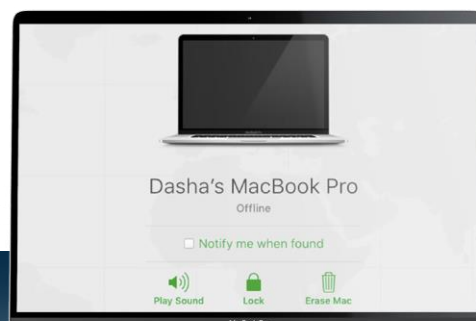 Dasha's MacBook Pro
Offline
Notify me when found
Play Sound
Lock
Erase Mac